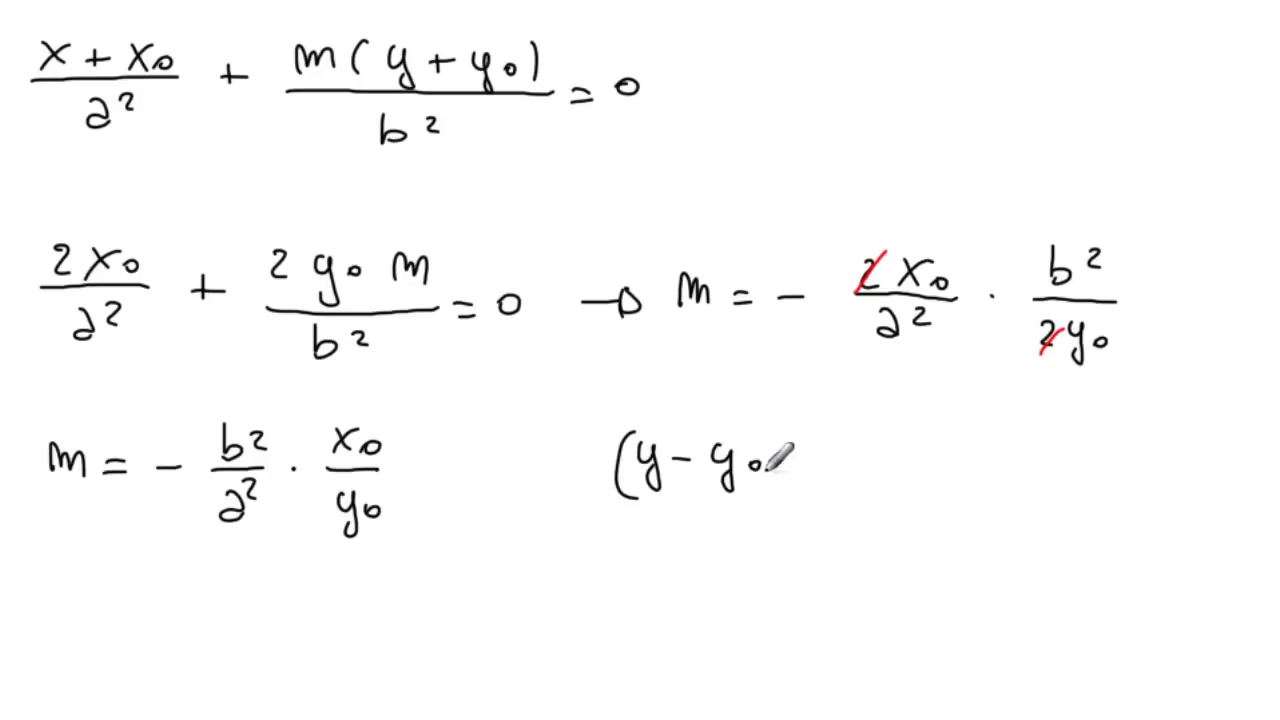 (x + x₀)/a² + m(y + y₀)/b² = 0
2x₀/a² + 2y₀m/b² = 0 → m = - 2x₀/a² · b²/2y₀
m = - b²/a² · x₀/y₀ (y - y₀